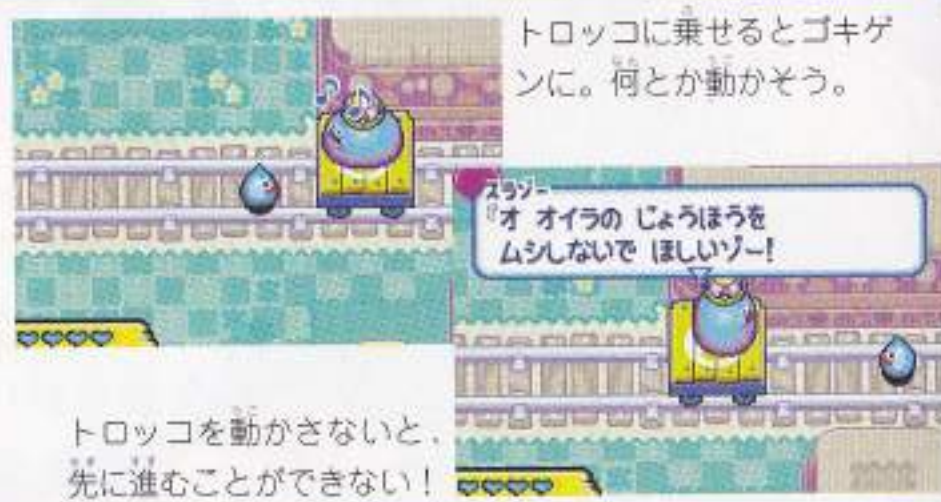 トロッコに乗せるとゴキゲ
ンに。何とか動かそう。
スラゾー
『オ オイラの じょうほうを
ムシしないで ほしいゾー!
トロッコを動かさないと、
先に進むことができない!